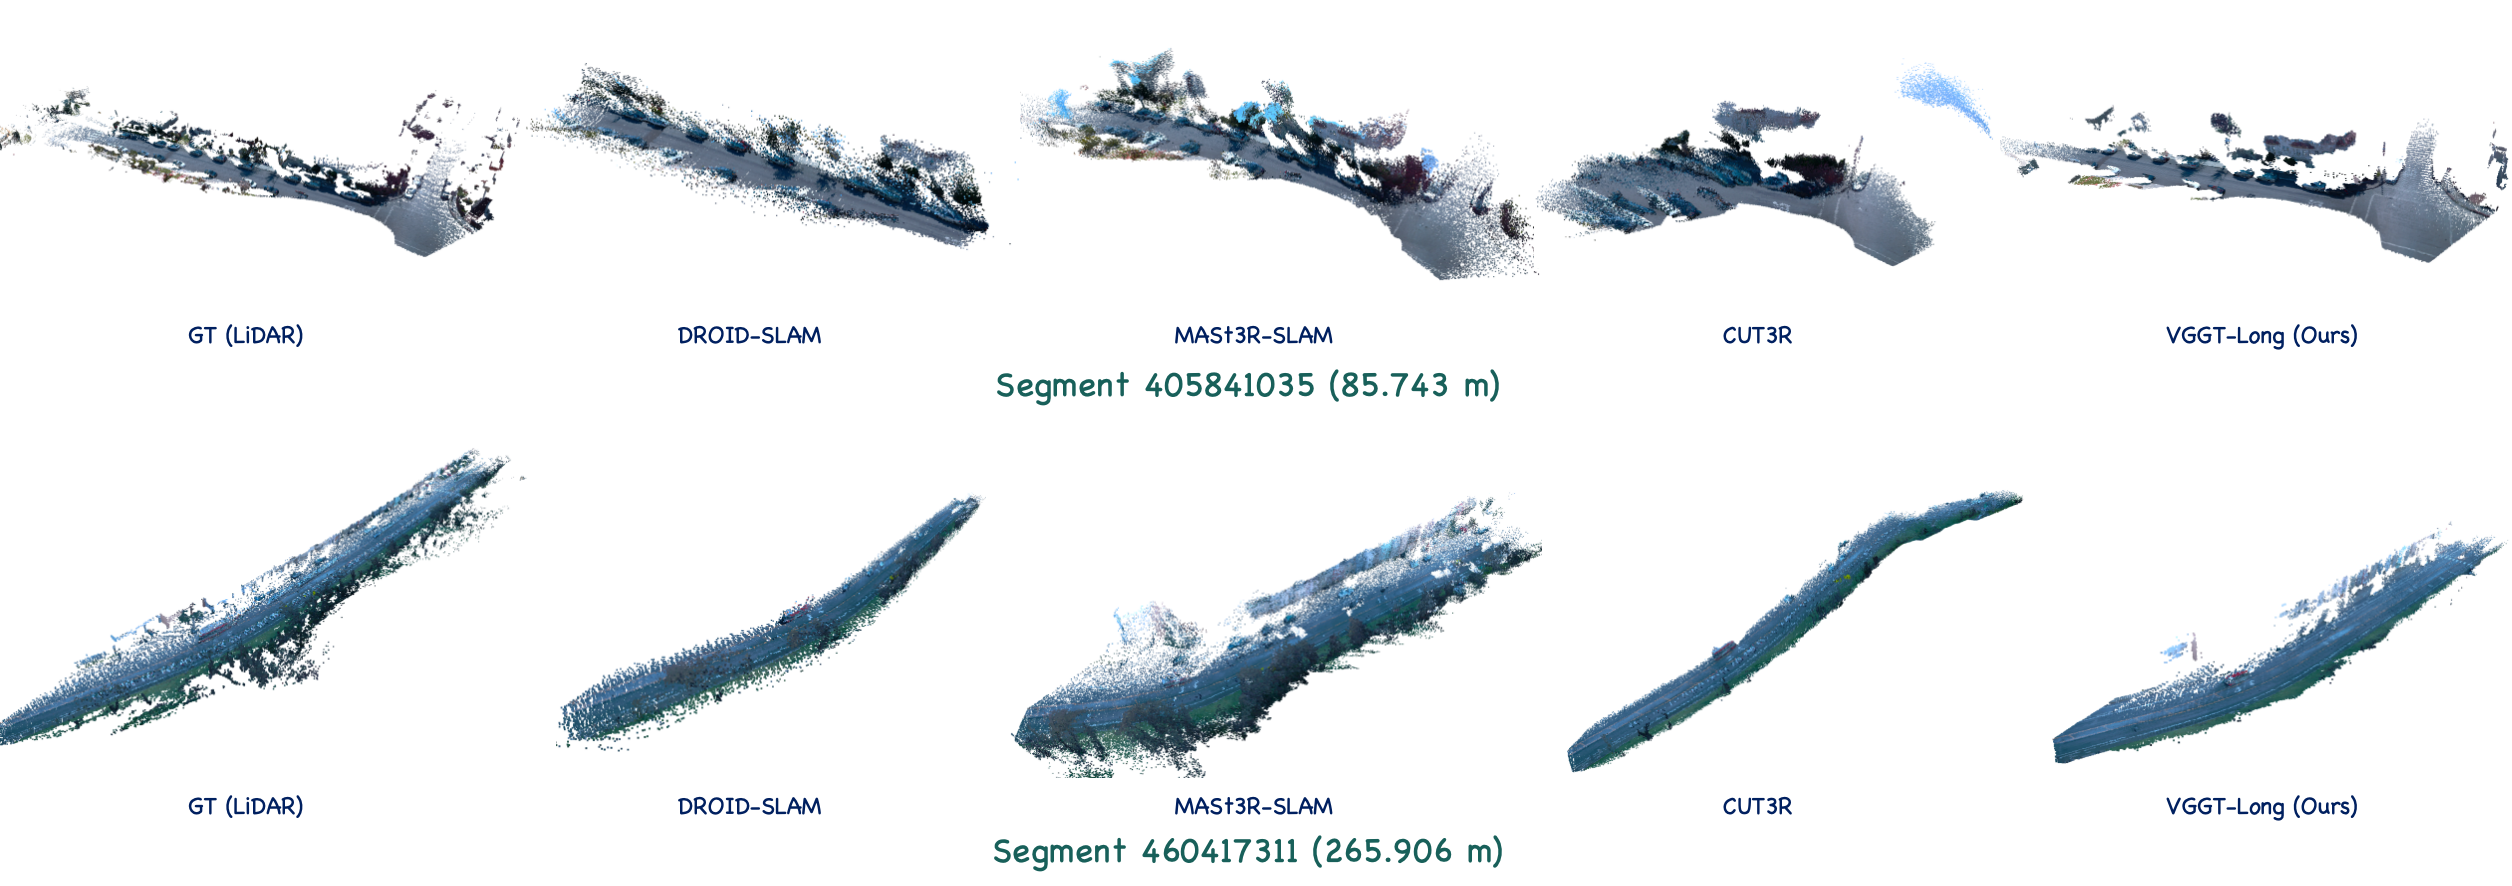 GT (LiDAR)
DROID-SLAM
MASt3R-SLAM
CUT3R
VGGT-Long (Ours)
Segment 405841035 (85.743 m)
GT (LiDAR)
DROID-SLAM
MASt3R-SLAM
CUT3R
VGGT-Long (Ours)
Segment 460417311 (265.906 m)